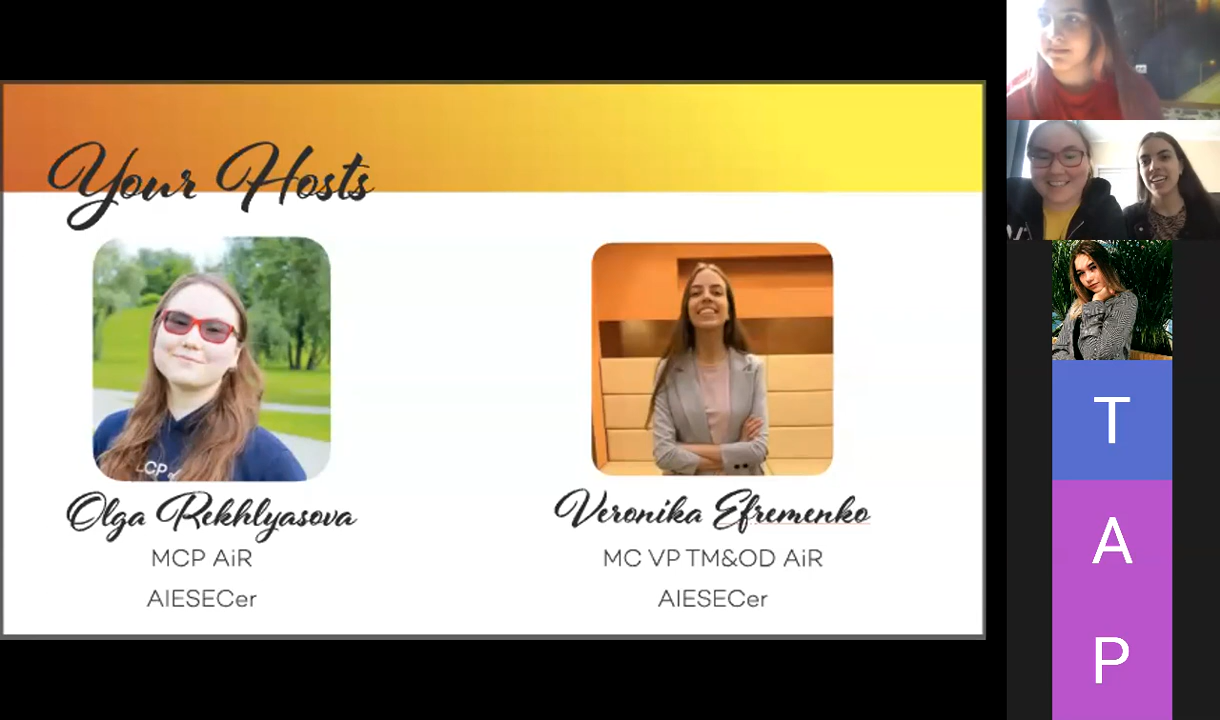 Your Hosts
Olga Rekhlyasova
MCP AiR
AIESECer
Veronika Efremenko
MC VP TM&OD AiR
AIESECer
T
A
P